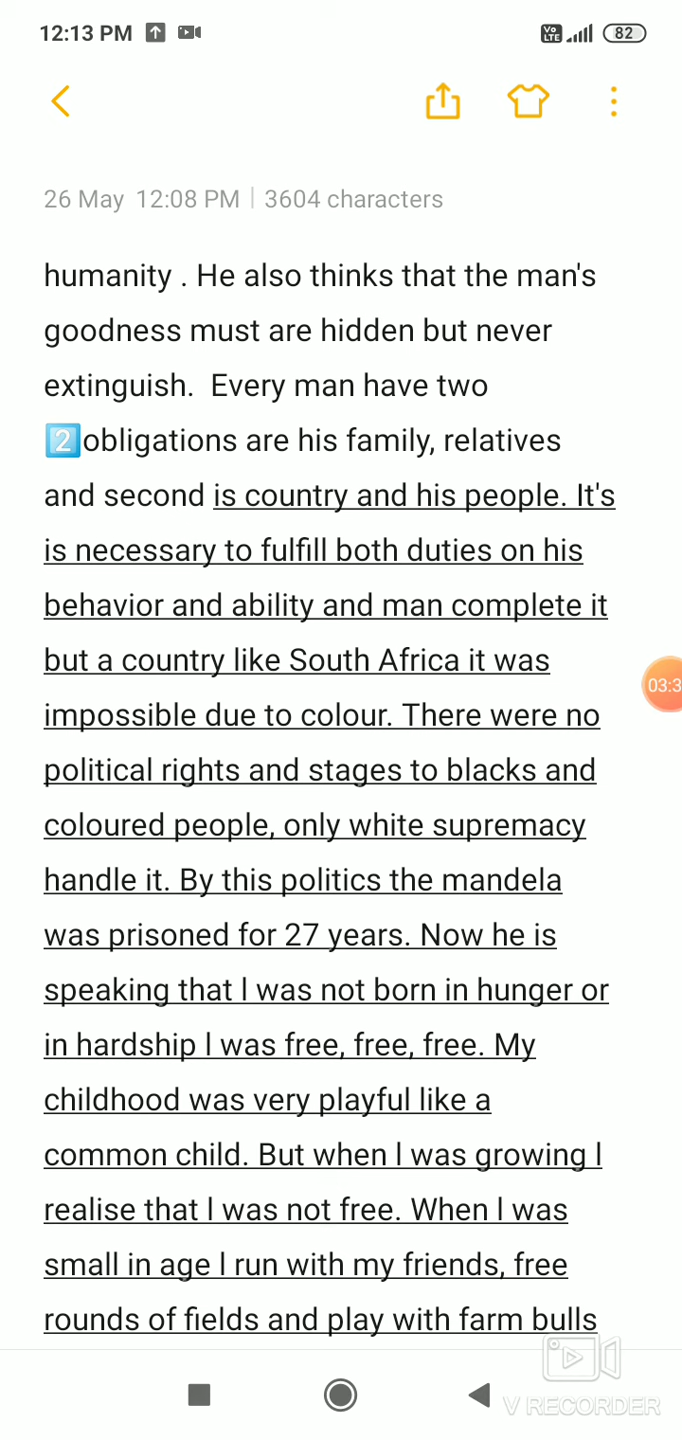 12:13 PM
Vo LTE 82
26 May 12:08 PM | 3604 characters
humanity . He also thinks that the man's
goodness must are hidden but never
extinguish.  Every man have two
2️⃣obligations are his family, relatives
and second is country and his people. It's
is necessary to fulfill both duties on his
behavior and ability and man complete it
but a country like South Africa it was
03:3
impossible due to colour. There were no
political rights and stages to blacks and
coloured people, only white supremacy
handle it. By this politics the mandela
was prisoned for 27 years. Now he is
speaking that I was not born in hunger or
in hardship I was free, free, free. My
childhood was very playful like a
common child. But when I was growing I
realise that I was not free. When I was
small in age I run with my friends, free
rounds of fields and play with farm bulls
V RECORDER